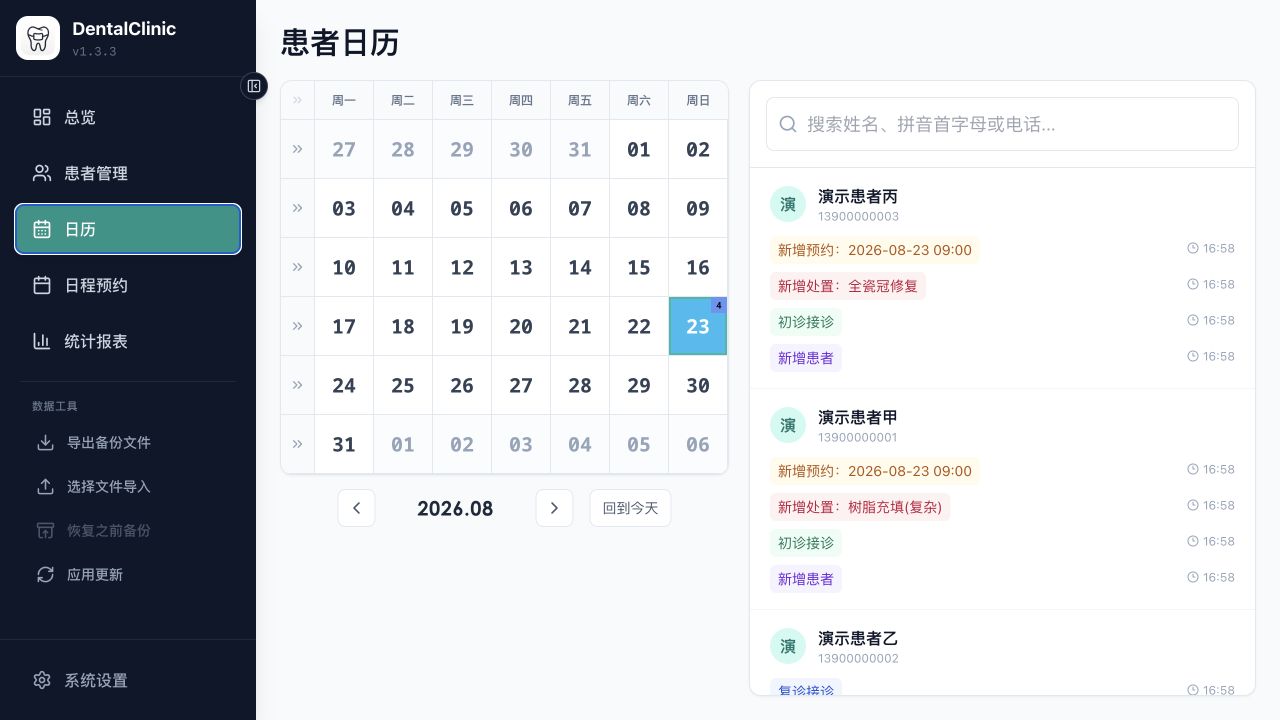 DentalClinic
v1.3.3
总览
患者管理
日历
日程预约
统计报表
数据工具
导出备份文件
选择文件导入
恢复之前备份
应用更新
系统设置
患者日历
周一 周二 周三 周四 周五 周六 周日
27 28 29 30 31 01 02
03 04 05 06 07 08 09
10 11 12 13 14 15 16
17 18 19 20 21 22 23 4
24 25 26 27 28 29 30
31 01 02 03 04 05 06
2026.08 回到今天
搜索姓名、拼音首字母或电话...
演 演示患者丙
13900000003
新增预约：2026-08-23 09:00 16:58
新增处置：全瓷冠修复 16:58
初诊接诊 16:58
新增患者 16:58
演 演示患者甲
13900000001
新增预约：2026-08-23 09:00 16:58
新增处置：树脂充填(复杂) 16:58
初诊接诊 16:58
新增患者 16:58
演 演示患者乙
13900000002
复诊接诊 16:58